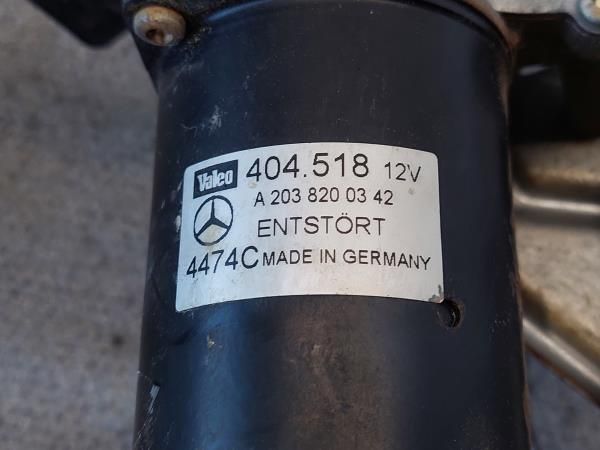 Valeo 404.518 12V
A 203 820 03 42
ENTSTÖRT
4474C MADE IN GERMANY